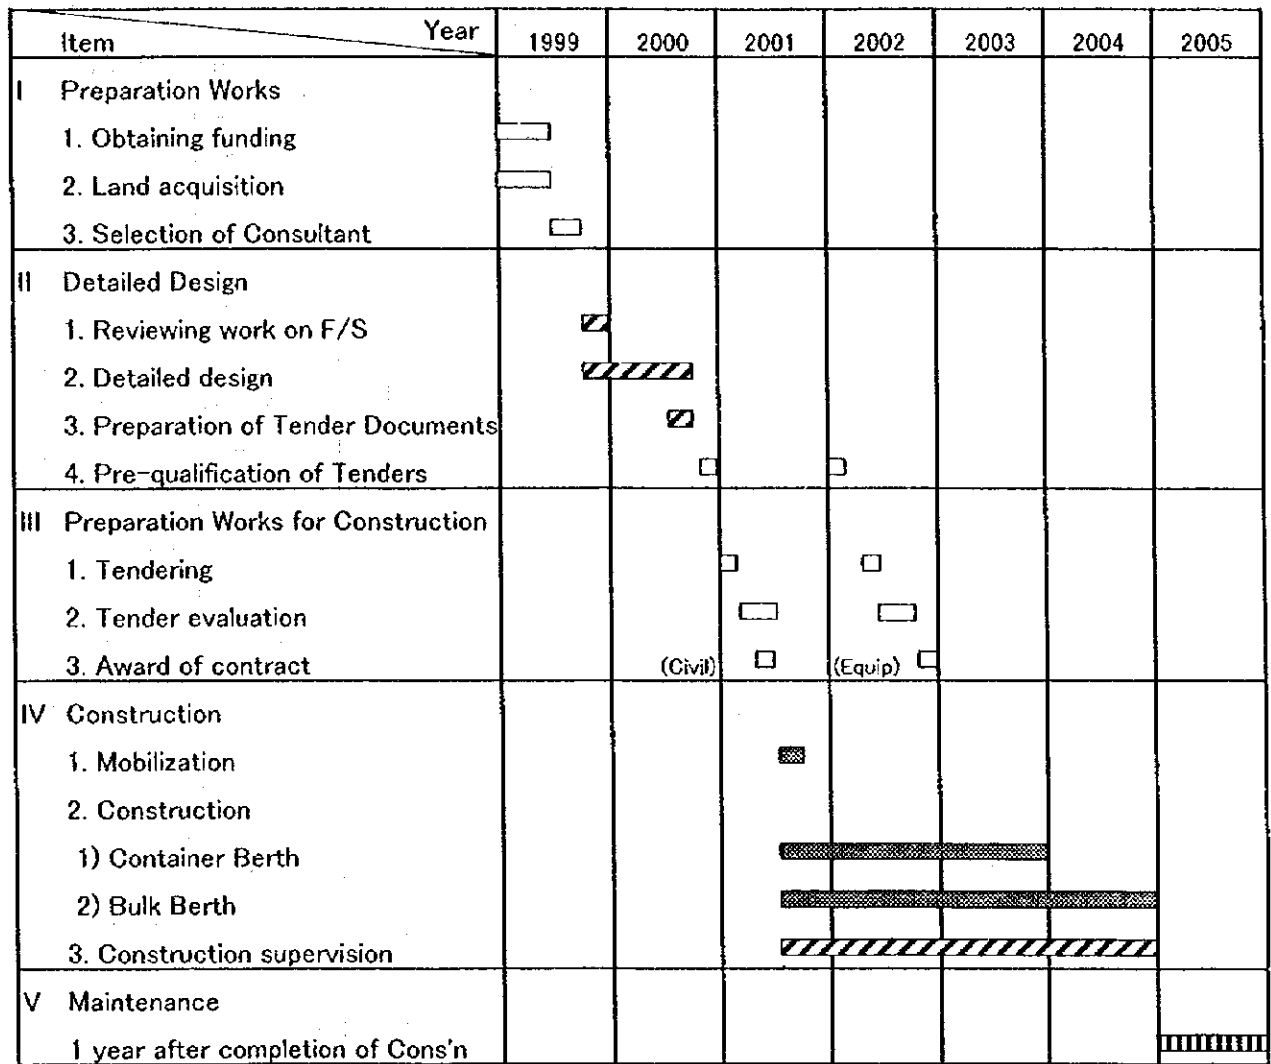 Year
Item 1999 2000 2001 2002 2003 2004 2005
I Preparation Works
1. Obtaining funding
2. Land acquisition
3. Selection of Consultant
II Detailed Design
1. Reviewing work on F/S
2. Detailed design
3. Preparation of Tender Documents
4. Pre-qualification of Tenders
III Preparation Works for Construction
1. Tendering
2. Tender evaluation
3. Award of contract (Civil) (Equip)
IV Construction
1. Mobilization
2. Construction
1) Container Berth
2) Bulk Berth
3. Construction supervision
V Maintenance
1 year after completion of Cons'n